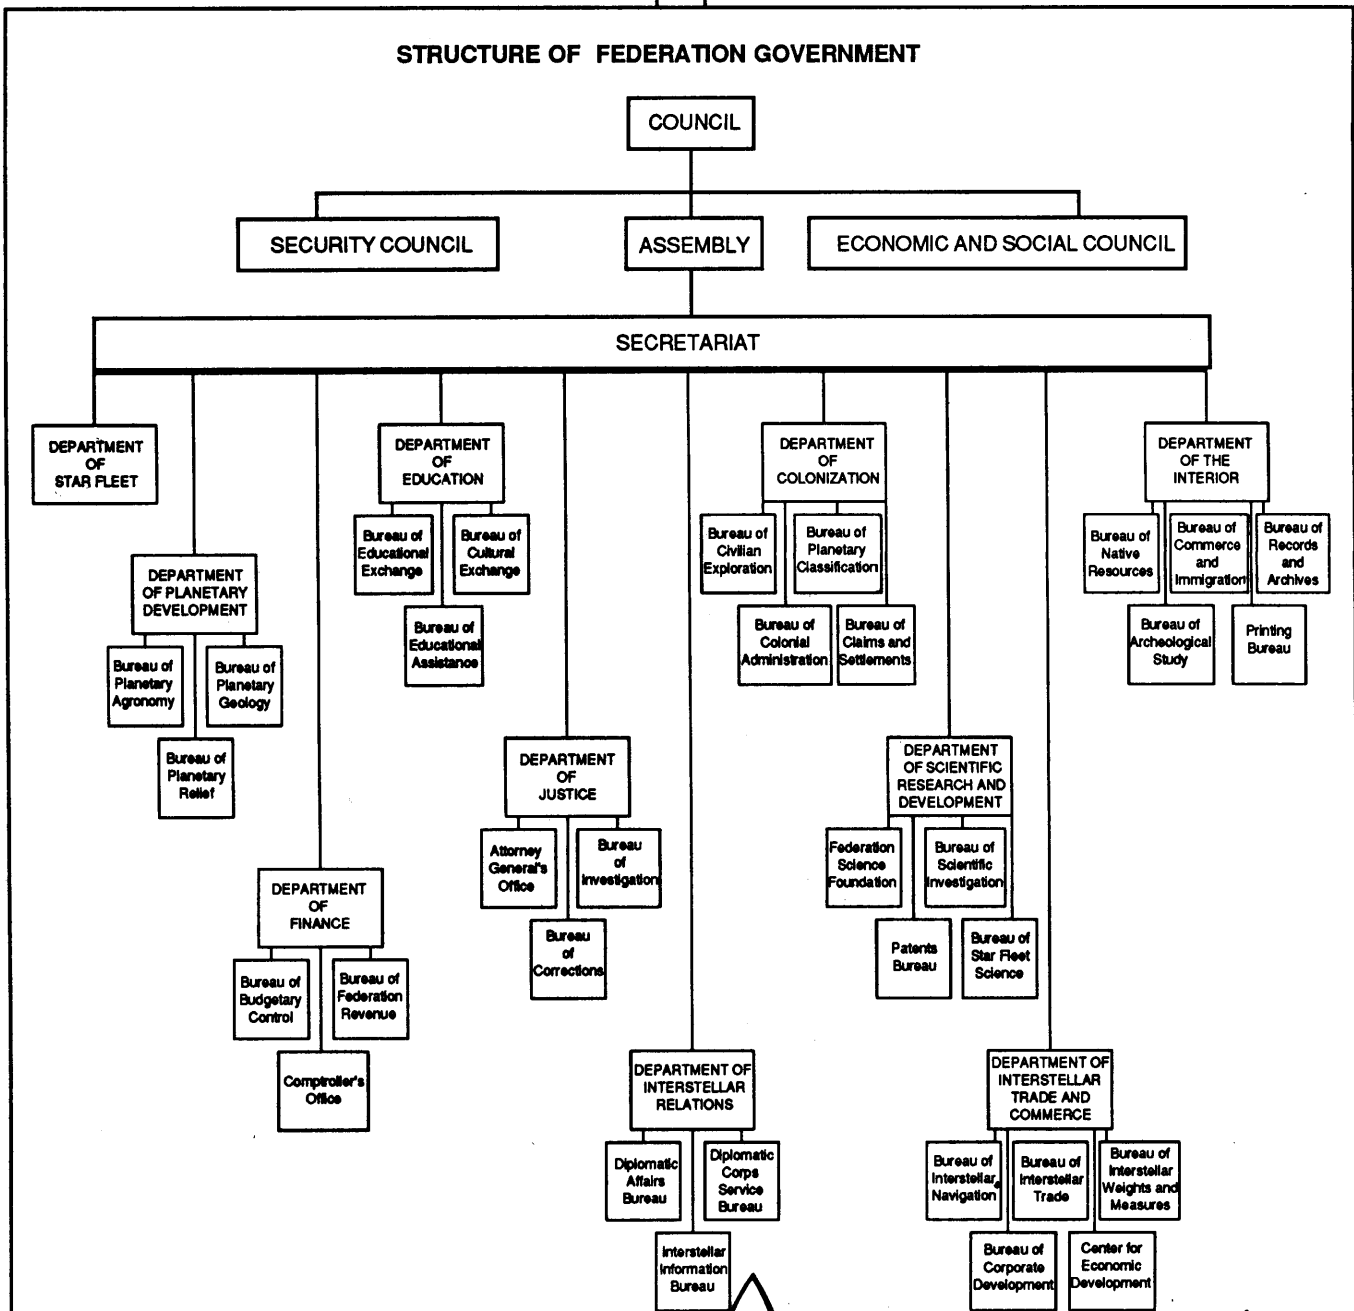 STRUCTURE OF FEDERATION GOVERNMENT
COUNCIL
SECURITY COUNCIL
ASSEMBLY
ECONOMIC AND SOCIAL COUNCIL
SECRETARIAT
DEPARTMENT
OF
STAR FLEET
DEPARTMENT
OF PLANETARY
DEVELOPMENT
Bureau of
Planetary
Agronomy
Bureau of
Planetary
Geology
Bureau of
Planetary
Relief
DEPARTMENT
OF
FINANCE
Bureau of
Budgetary
Control
Bureau of
Federation
Revenue
Comptroller's
Office
DEPARTMENT
OF
EDUCATION
Bureau of
Educational
Exchange
Bureau of
Cultural
Exchange
Bureau of
Educational
Assistance
DEPARTMENT
OF
JUSTICE
Attorney
General's
Office
Bureau
of
Investigation
Bureau
of
Corrections
DEPARTMENT OF
INTERSTELLAR
RELATIONS
Diplomatic
Affairs
Bureau
Diplomatic
Corps
Service
Bureau
Interstellar
Information
Bureau
DEPARTMENT
OF
COLONIZATION
Bureau of
Civilian
Exploration
Bureau of
Planetary
Classification
Bureau of
Colonial
Administration
Bureau of
Claims and
Settlements
DEPARTMENT
OF SCIENTIFIC
RESEARCH AND
DEVELOPMENT
Federation
Science
Foundation
Bureau of
Scientific
Investigation
Patents
Bureau
Bureau of
Star Fleet
Science
DEPARTMENT OF
INTERSTELLAR
TRADE AND
COMMERCE
Bureau of
Interstellar
Navigation
Bureau of
Interstellar
Trade
Bureau of
Interstellar
Weights and
Measures
Bureau of
Corporate
Development
Center for
Economic
Development
DEPARTMENT
OF THE
INTERIOR
Bureau of
Native
Resources
Bureau of
Commerce
and
Immigration
Bureau of
Records
and
Archives
Bureau of
Archeological
Study
Printing
Bureau